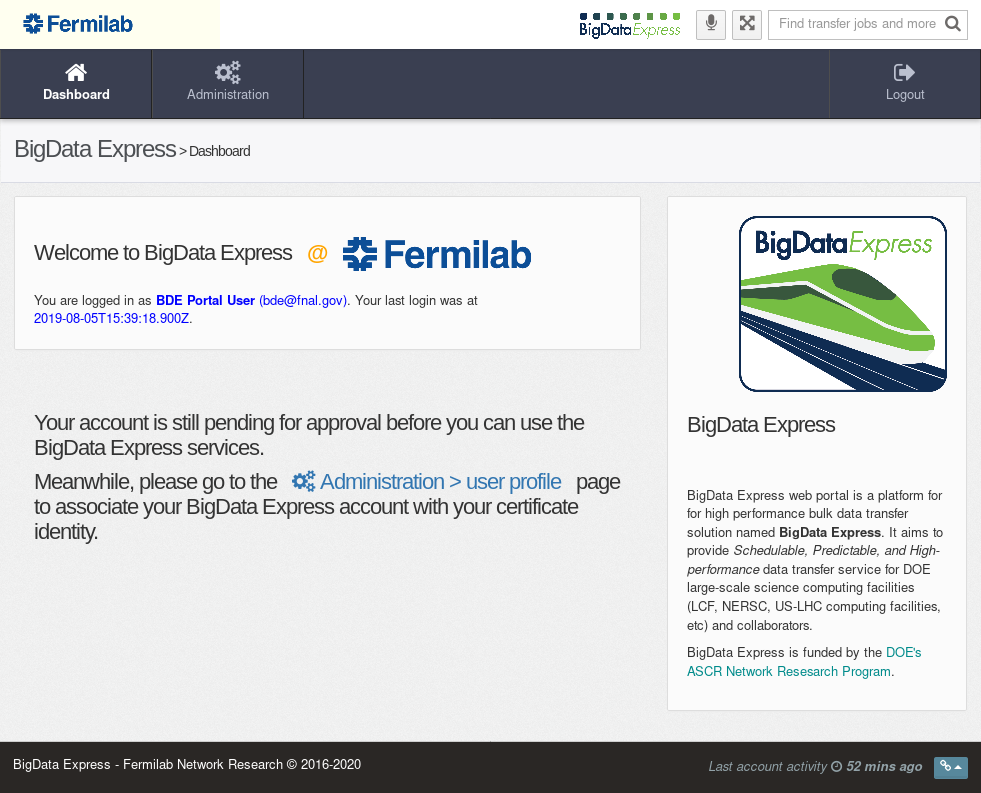 Fermilab
BigData Express
Find transfer jobs and more
Dashboard
Administration
Logout
BigData Express > Dashboard
Welcome to BigData Express @ Fermilab
You are logged in as BDE Portal User (bde@fnal.gov). Your last login was at
2019-08-05T15:39:18.900Z.
Your account is still pending for approval before you can use the
BigData Express services.
Meanwhile, please go to the Administration > user profile page
to associate your BigData Express account with your certificate
identity.
BigDataExpress
BigData Express
BigData Express web portal is a platform for
for high performance bulk data transfer
solution named BigData Express. It aims to
provide Schedulable, Predictable, and High-
performance data transfer service for DOE
large-scale science computing facilities
(LCF, NERSC, US-LHC computing facilities,
etc) and collaborators.
BigData Express is funded by the DOE's
ASCR Network Resesarch Program.
BigData Express - Fermilab Network Research © 2016-2020
Last account activity 52 mins ago